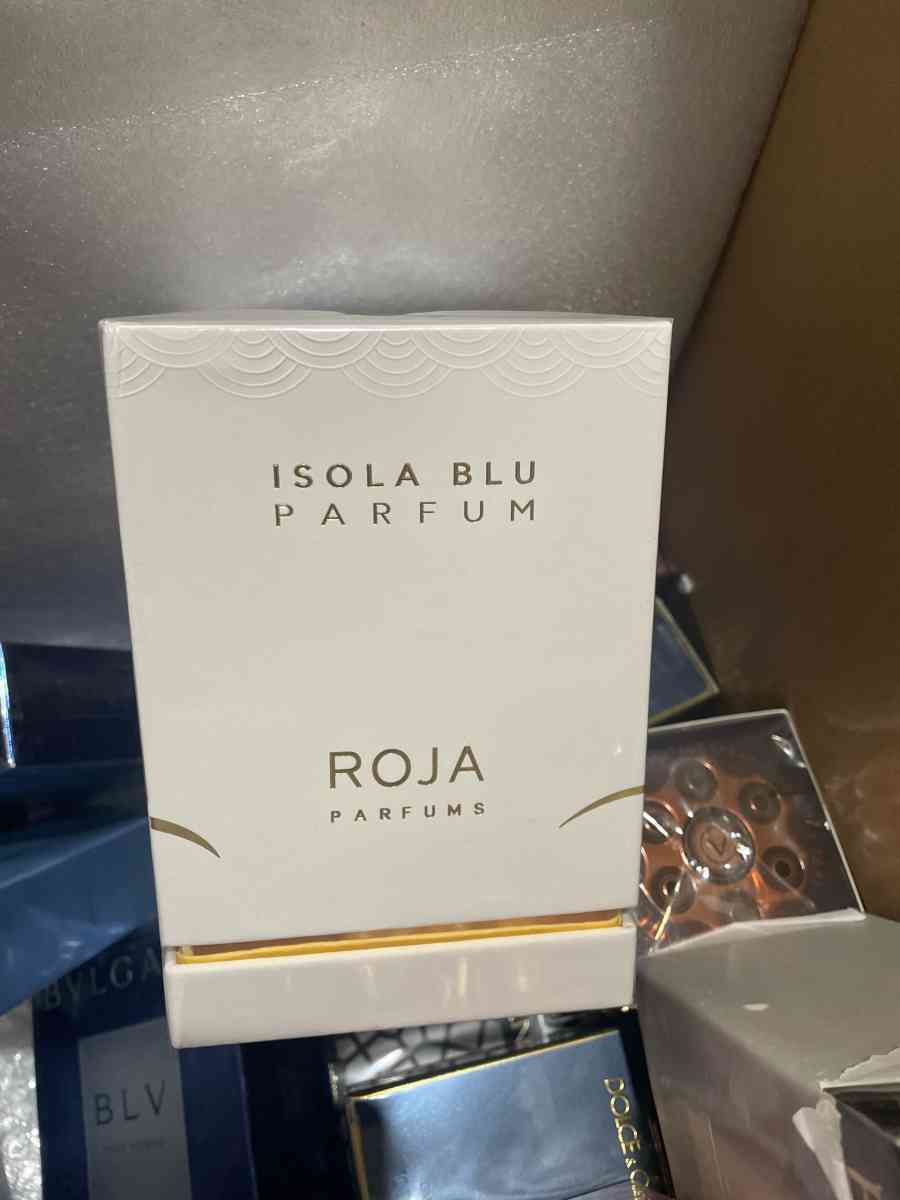 ISOLA BLU
PARFUM
ROJA
PARFUMS
BVLGA
BLV
DOLCE & G